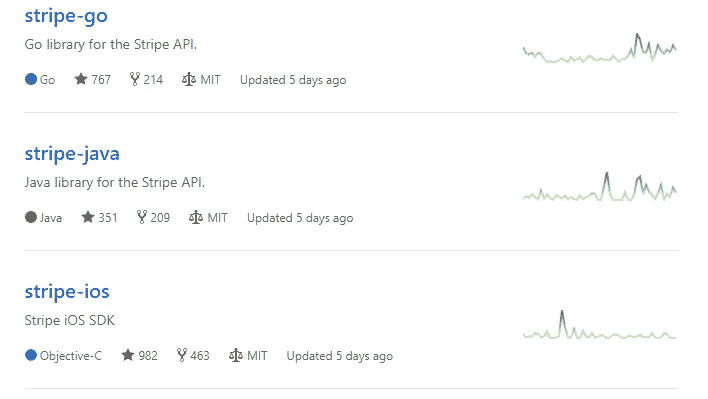 stripe-go
Go library for the Stripe API.
Go 767 214 MIT Updated 5 days ago
stripe-java
Java library for the Stripe API.
Java 351 209 MIT Updated 5 days ago
stripe-ios
Stripe iOS SDK
Objective-C 982 463 MIT Updated 5 days ago